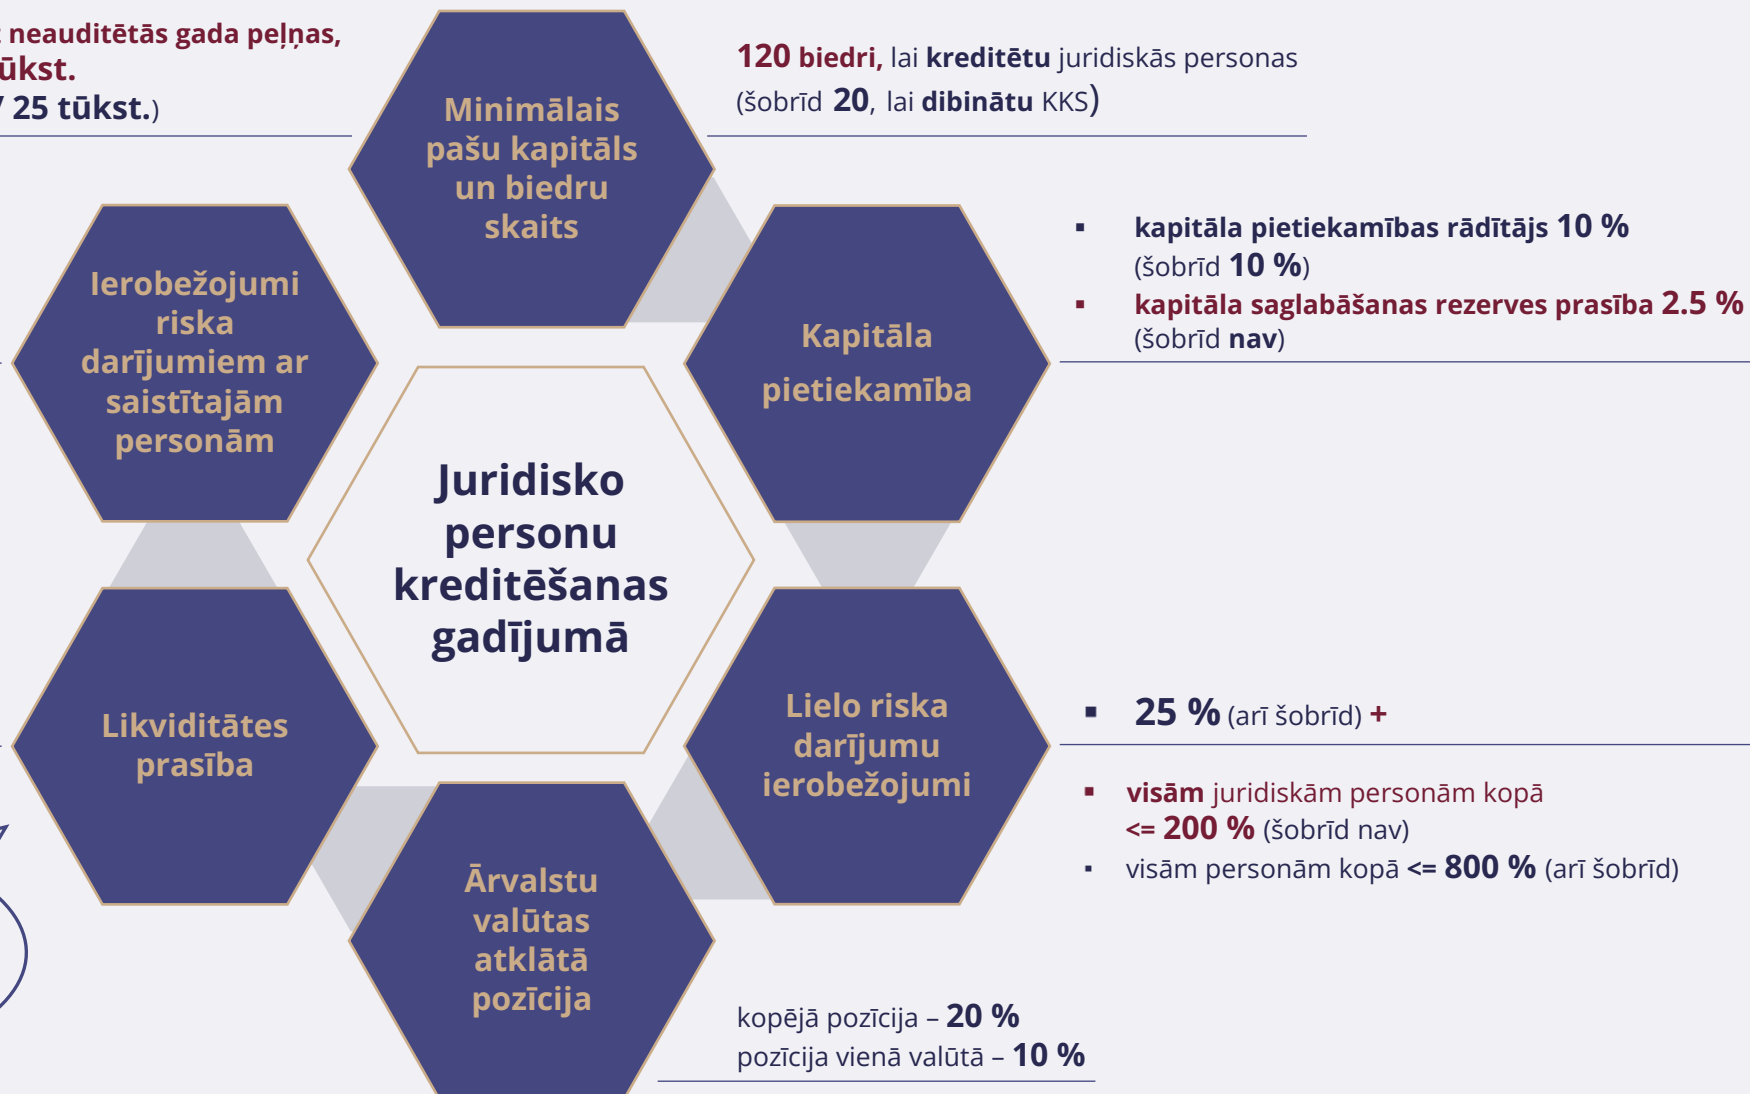 neauditētās gada peļņas,
25 tūkst.)
120 biedri, lai kreditētu juridiskās personas
(šobrīd 20, lai dibinātu KKS)
Minimālais
pašu kapitāls
un biedru
skaits
Ierobežojumi
riska
darījumiem ar
saistītajām
personām
Kapitāla
pietiekamība
▪ kapitāla pietiekamības rādītājs 10 %
(šobrīd 10 %)
▪ kapitāla saglabāšanas rezerves prasība 2.5 %
(šobrīd nav)
Juridisko
personu
kreditēšanas
gadījumā
Likviditātes
prasība
Lielo riska
darījumu
ierobežojumi
▪ 25 % (arī šobrīd) +
▪ visām juridiskām personām kopā
<= 200 % (šobrīd nav)
▪ visām personām kopā <= 800 % (arī šobrīd)
Ārvalstu
valūtas
atklātā
pozīcija
kopējā pozīcija – 20 %
pozīcija vienā valūtā – 10 %